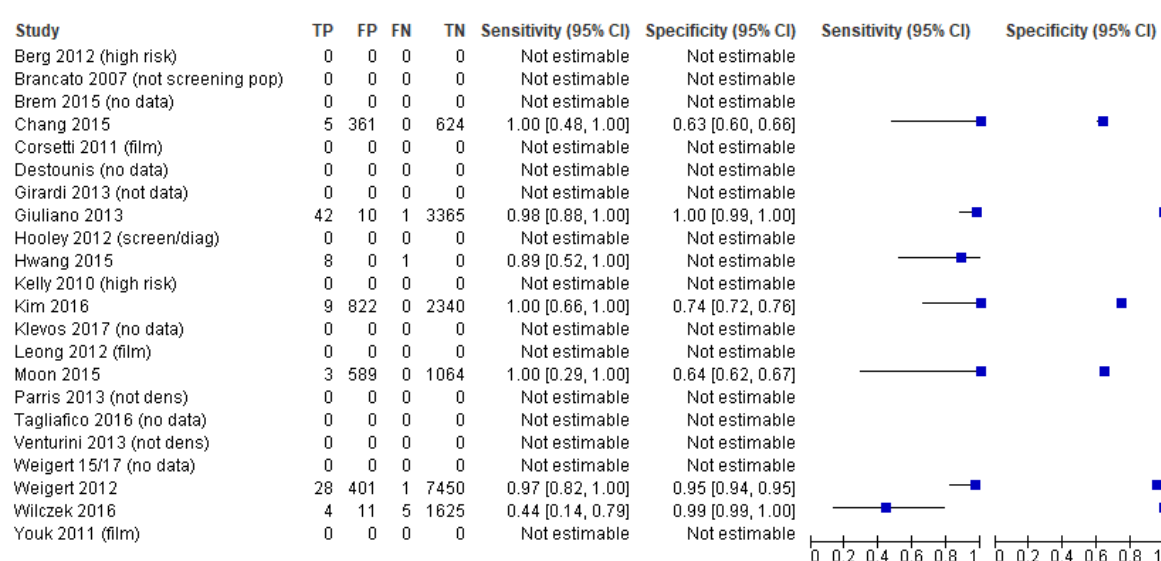 Study TP FP FN TN Sensitivity (95% CI) Specificity (95% CI) Sensitivity (95% CI) Specificity (95% CI)
Berg 2012 (high risk) 0 0 0 0 Not estimable Not estimable
Brancato 2007 (not screening pop) 0 0 0 0 Not estimable Not estimable
Brem 2015 (no data) 0 0 0 0 Not estimable Not estimable
Chang 2015 5 361 0 624 1.00 [0.48, 1.00] 0.63 [0.60, 0.66]
Corsetti 2011 (film) 0 0 0 0 Not estimable Not estimable
Destounis (no data) 0 0 0 0 Not estimable Not estimable
Girardi 2013 (not data) 0 0 0 0 Not estimable Not estimable
Giuliano 2013 42 10 1 3365 0.98 [0.88, 1.00] 1.00 [0.99, 1.00]
Hooley 2012 (screen/diag) 0 0 0 0 Not estimable Not estimable
Hwang 2015 8 0 1 0 0.89 [0.52, 1.00] Not estimable
Kelly 2010 (high risk) 0 0 0 0 Not estimable Not estimable
Kim 2016 9 822 0 2340 1.00 [0.66, 1.00] 0.74 [0.72, 0.76]
Klevos 2017 (no data) 0 0 0 0 Not estimable Not estimable
Leong 2012 (film) 0 0 0 0 Not estimable Not estimable
Moon 2015 3 589 0 1064 1.00 [0.29, 1.00] 0.64 [0.62, 0.67]
Parris 2013 (not dens) 0 0 0 0 Not estimable Not estimable
Tagliafico 2016 (no data) 0 0 0 0 Not estimable Not estimable
Venturini 2013 (not dens) 0 0 0 0 Not estimable Not estimable
Weigert 15/17 (no data) 0 0 0 0 Not estimable Not estimable
Weigert 2012 28 401 1 7450 0.97 [0.82, 1.00] 0.95 [0.94, 0.95]
Wilczek 2016 4 11 5 1625 0.44 [0.14, 0.79] 0.99 [0.99, 1.00]
Youk 2011 (film) 0 0 0 0 Not estimable Not estimable
0 0.2 0.4 0.6 0.8 1 0 0.2 0.4 0.6 0.8 1